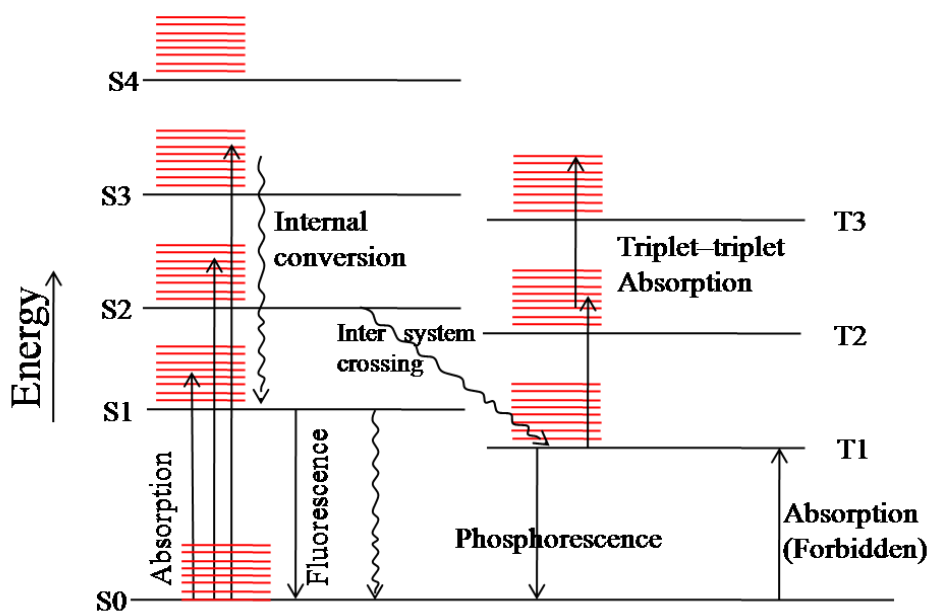 S4
S3
Internal
conversion
T3
Triplet–triplet
Absorption
Energy
S2
Inter system
crossing
T2
S1
T1
Absorption
Fluorescence
Phosphorescence
Absorption
(Forbidden)
S0